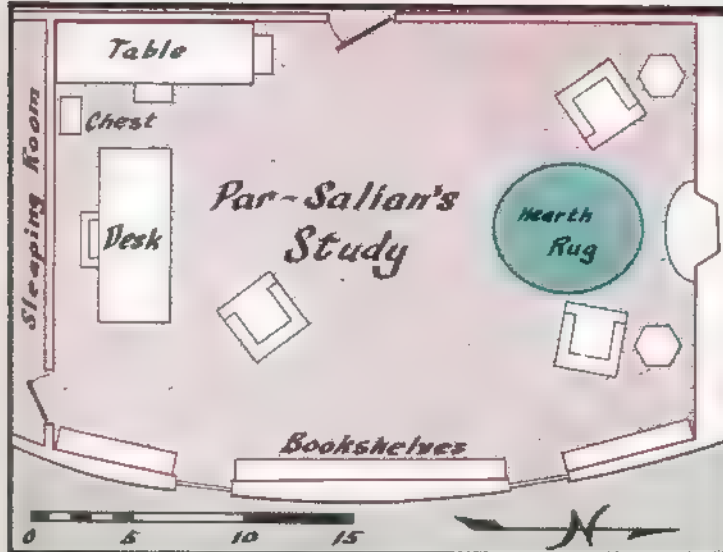 Table
Chest
Sleeping Room
Desk
Par-Salian's
Study
Hearth
Rug
Bookshelves
0 5 10 15
N